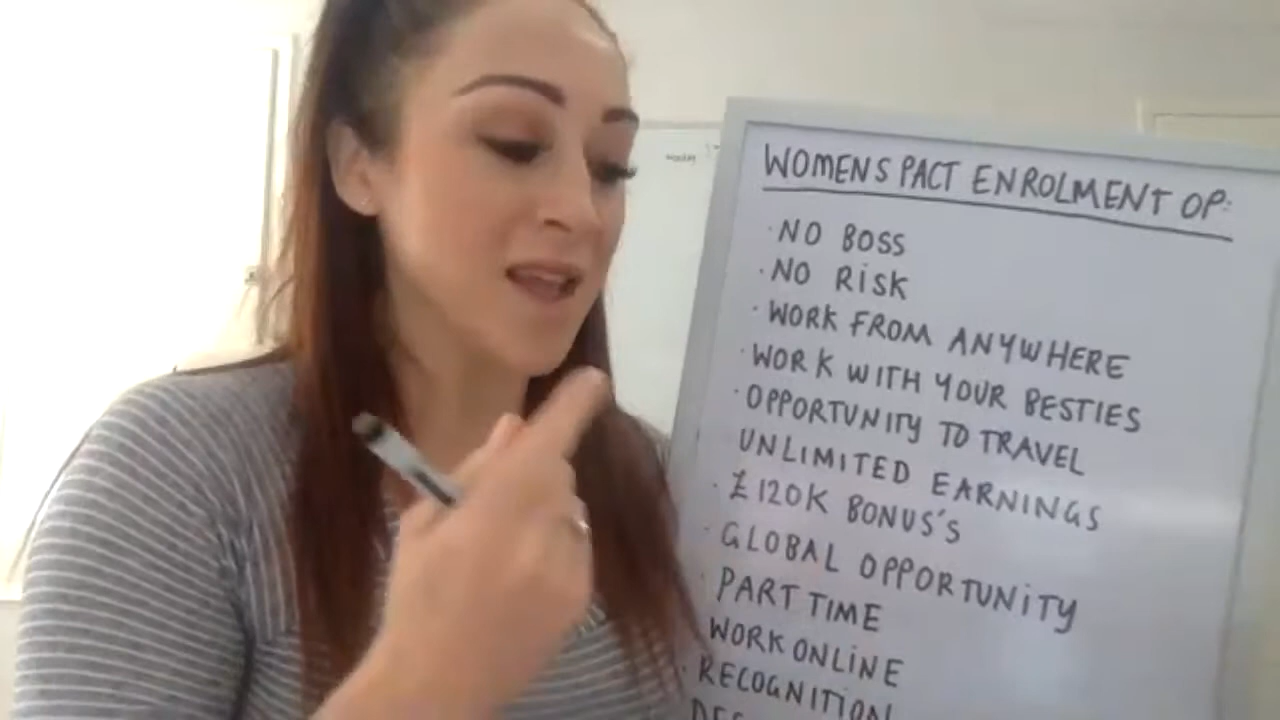 Weekly
WOMENS PACT ENROLMENT OP:
· NO BOSS
· NO RISK
· WORK FROM ANYWHERE
· WORK WITH YOUR BESTIES
· OPPORTUNITY TO TRAVEL
UNLIMITED EARNINGS
· £120K BONUS'S
· GLOBAL OPPORTUNITY
· PART TIME
WORK ONLINE
· RECOGNITION